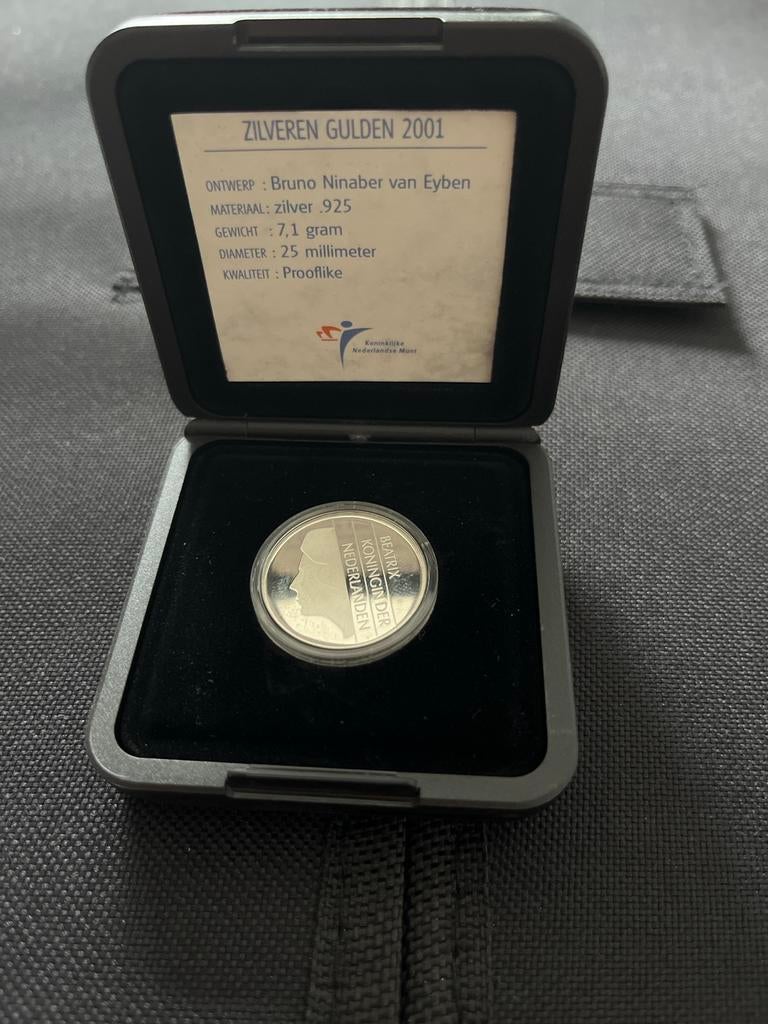 ZILVEREN GULDEN 2001
ONTWERP : Bruno Ninaber van Eyben
MATERIAAL: zilver .925
GEWICHT : 7,1 gram
DIAMETER : 25 millimeter
KWALITEIT : Prooflike
Koninklijke
Nederlandse Munt
BEATRIX
KONINGIN DER
NEDERLANDEN